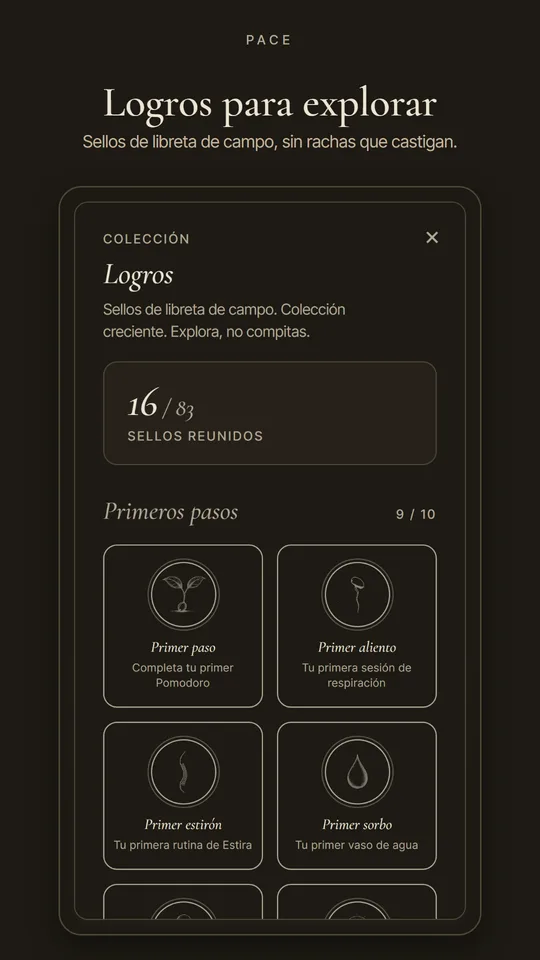 PACE
Logros para explorar
Sellos de libreta de campo, sin rachas que castigan.
COLECCIÓN
Logros
Sellos de libreta de campo. Colección
creciente. Explora, no compitas.
16 / 83
SELLOS REUNIDOS
Primeros pasos
9 / 10
Primer paso
Completa tu primer
Pomodoro
Primer aliento
Tu primera sesión de
respiración
Primer estirón
Tu primera rutina de Estira
Primer sorbo
Tu primer vaso de agua